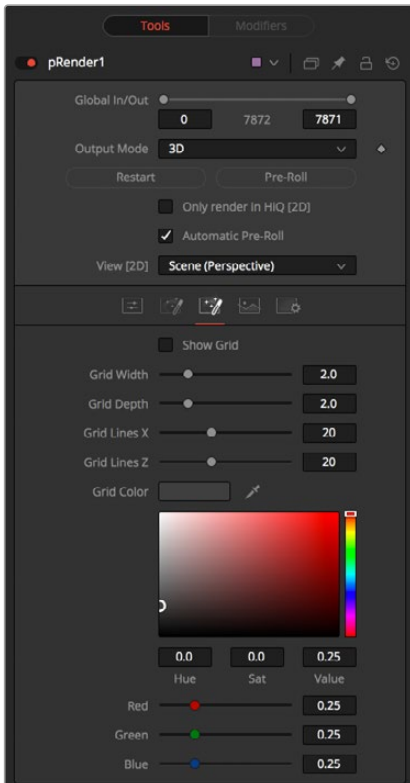 Tools Modifiers
pRender1
Global In/Out
0 7872 7871
Output Mode 3D
Restart Pre-Roll
Only render in HiQ [2D]
Automatic Pre-Roll
View [2D] Scene (Perspective)
Show Grid
Grid Width 2.0
Grid Depth 2.0
Grid Lines X 20
Grid Lines Z 20
Grid Color
0.0 0.0 0.25
Hue Sat Value
Red 0.25
Green 0.25
Blue 0.25